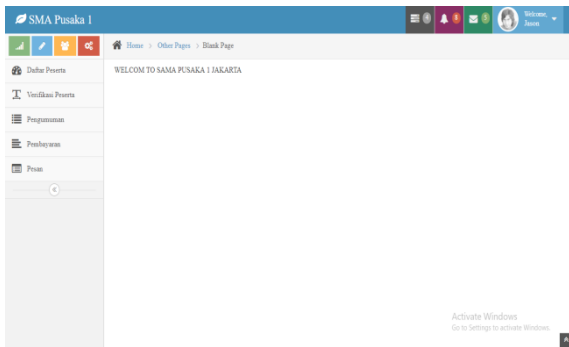 SMA Pusaka 1
Welcome,
Jason
Home > Other Pages > Blank Page
Daftar Peserta
Verifikasi Peserta
Pengumuman
Pembayaran
Pesan
WELCOM TO SAMA PUSAKA 1 JAKARTA
Activate Windows
Go to Settings to activate Windows.